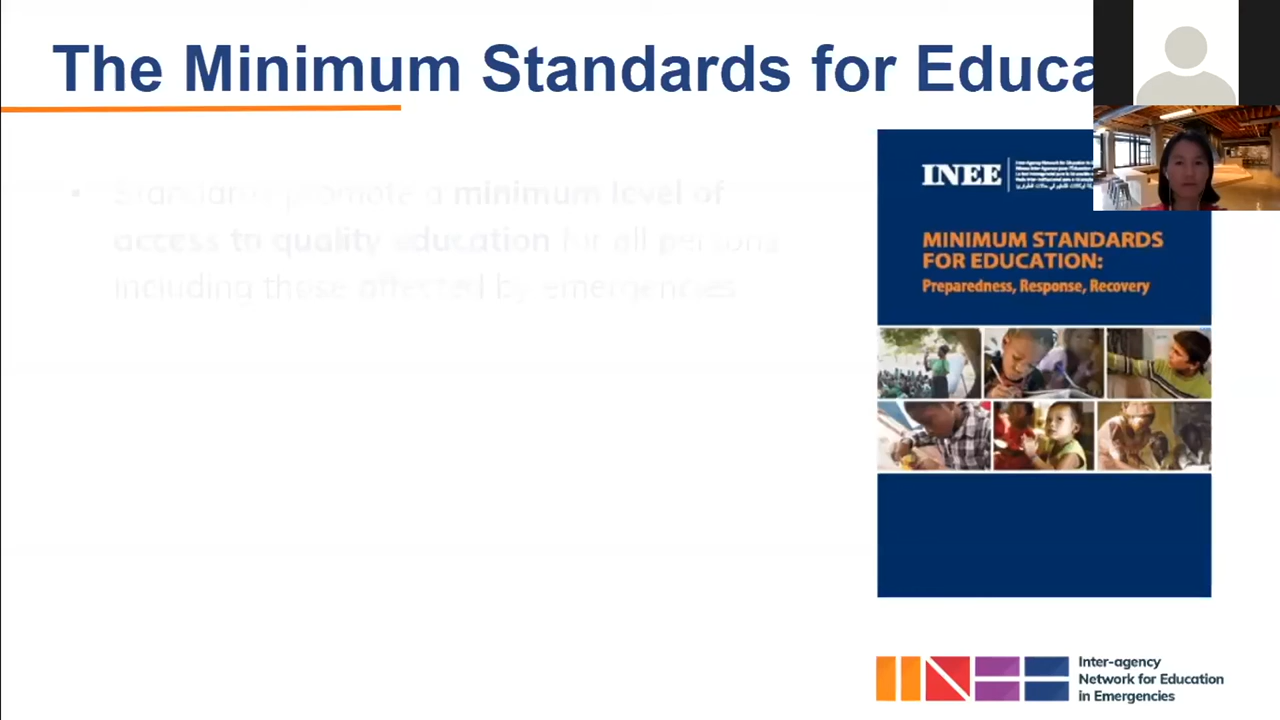 The Minimum Standards for Educa
• Standards promote a minimum level of
access to quality education for all persons
including those affected by emergencies
INEE
MINIMUM STANDARDS
FOR EDUCATION:
Preparedness, Response, Recovery
INEE
Inter-agency
Network for Education
in Emergencies